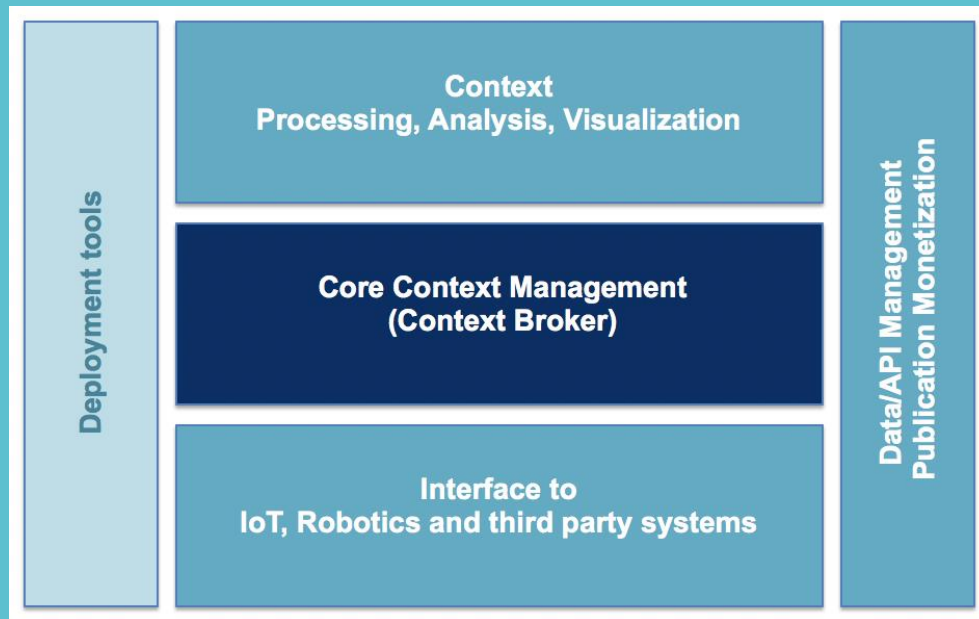 Deployment tools
Context
Processing, Analysis, Visualization
Core Context Management
(Context Broker)
Interface to
IoT, Robotics and third party systems
Data/API Management
Publication Monetization